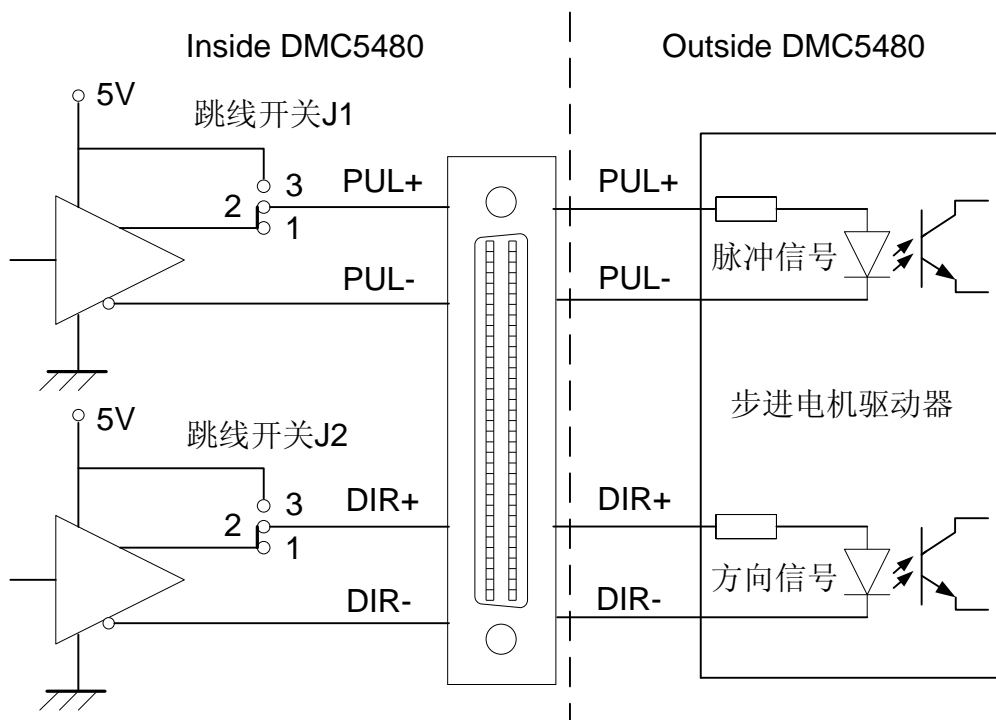 Inside DMC5480
Outside DMC5480
5V
跳线开关J1
3
2
1
PUL+
PUL+
脉冲信号
PUL-
PUL-
步进电机驱动器
5V
跳线开关J2
3
2
1
DIR+
DIR+
方向信号
DIR-
DIR-